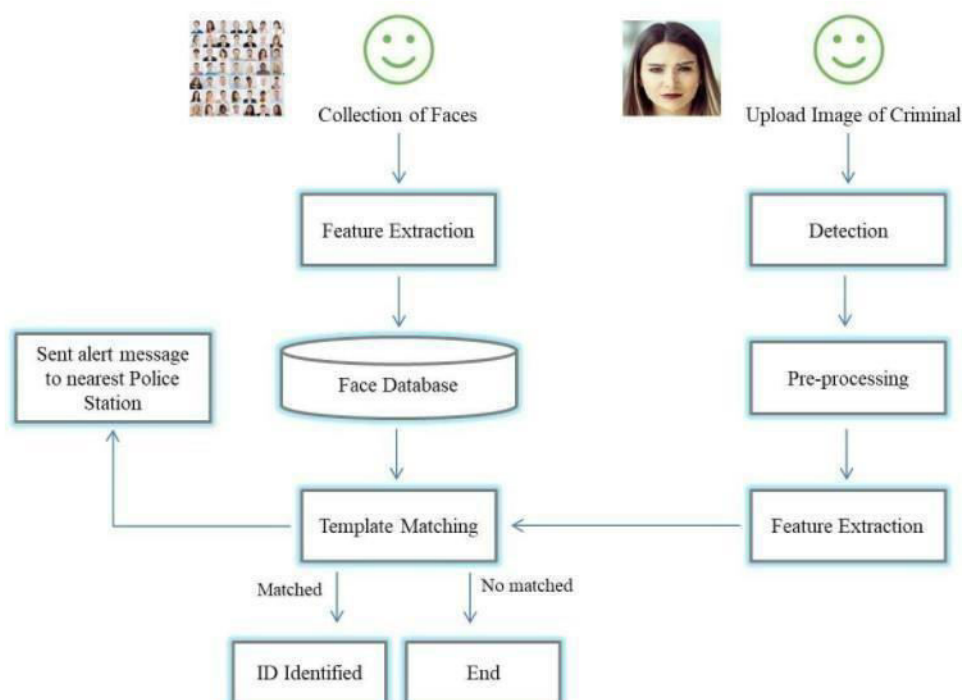 Collection of Faces
Upload Image of Criminal
Feature Extraction
Detection
Sent alert message
to nearest Police
Station
Face Database
Pre-processing
Template Matching
Feature Extraction
Matched
No matched
ID Identified
End